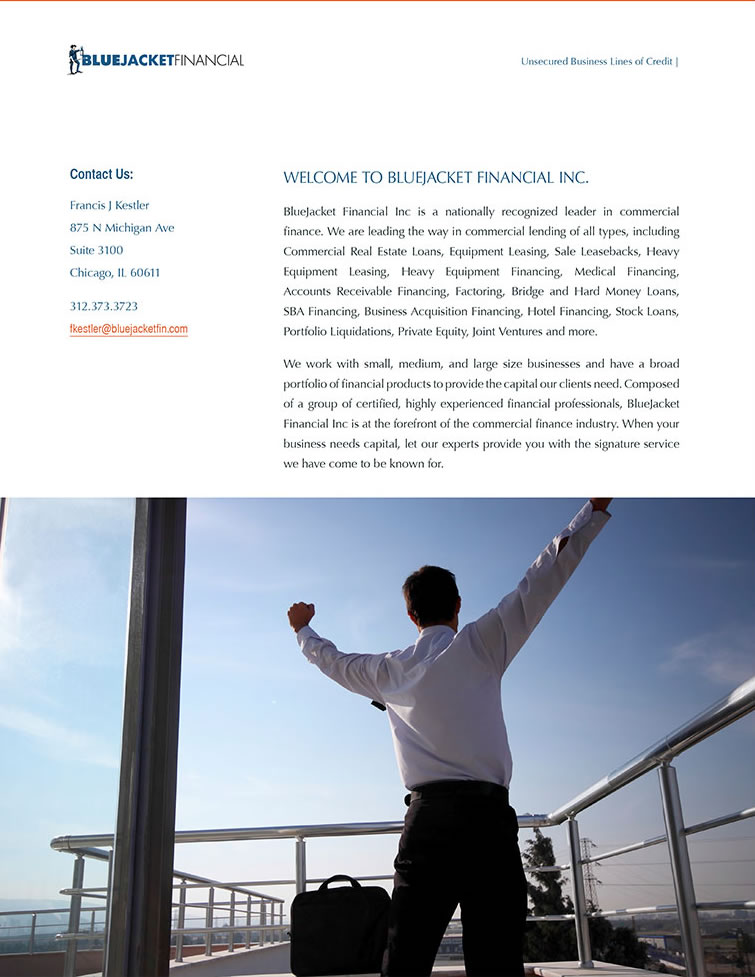 BLUEJACKETFINANCIAL
Unsecured Business Lines of Credit |
Contact Us:
Francis J Kestler
875 N Michigan Ave
Suite 3100
Chicago, IL 60611
312.373.3723
fkestler@bluejacketfin.com
WELCOME TO BLUEJACKET FINANCIAL INC.
BlueJacket Financial Inc is a nationally recognized leader in commercial
finance. We are leading the way in commercial lending of all types, including
Commercial Real Estate Loans, Equipment Leasing, Sale Leasebacks, Heavy
Equipment Leasing, Heavy Equipment Financing, Medical Financing,
Accounts Receivable Financing, Factoring, Bridge and Hard Money Loans,
SBA Financing, Business Acquisition Financing, Hotel Financing, Stock Loans,
Portfolio Liquidations, Private Equity, Joint Ventures and more.
We work with small, medium, and large size businesses and have a broad
portfolio of financial products to provide the capital our clients need. Composed
of a group of certified, highly experienced financial professionals, BlueJacket
Financial Inc is at the forefront of the commercial finance industry. When your
business needs capital, let our experts provide you with the signature service
we have come to be known for.